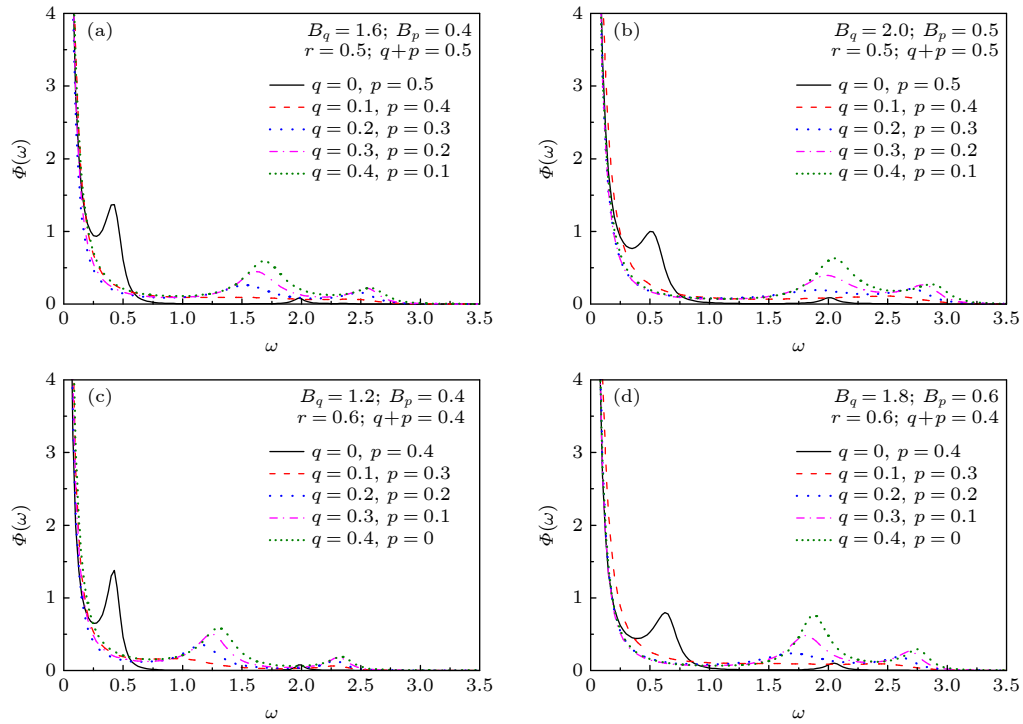 (a)
B_q = 1.6; B_p = 0.4
r = 0.5; q+p = 0.5
q = 0, p = 0.5
q = 0.1, p = 0.4
q = 0.2, p = 0.3
q = 0.3, p = 0.2
q = 0.4, p = 0.1
Φ(ω)
4
3
2
1
0
0 0.5 1.0 1.5 2.0 2.5 3.0 3.5
ω
(b)
B_q = 2.0; B_p = 0.5
r = 0.5; q+p = 0.5
q = 0, p = 0.5
q = 0.1, p = 0.4
q = 0.2, p = 0.3
q = 0.3, p = 0.2
q = 0.4, p = 0.1
Φ(ω)
4
3
2
1
0
0 0.5 1.0 1.5 2.0 2.5 3.0 3.5
ω
(c)
B_q = 1.2; B_p = 0.4
r = 0.6; q+p = 0.4
q = 0, p = 0.4
q = 0.1, p = 0.3
q = 0.2, p = 0.2
q = 0.3, p = 0.1
q = 0.4, p = 0
Φ(ω)
4
3
2
1
0
0 0.5 1.0 1.5 2.0 2.5 3.0 3.5
ω
(d)
B_q = 1.8; B_p = 0.6
r = 0.6; q+p = 0.4
q = 0, p = 0.4
q = 0.1, p = 0.3
q = 0.2, p = 0.2
q = 0.3, p = 0.1
q = 0.4, p = 0
Φ(ω)
4
3
2
1
0
0 0.5 1.0 1.5 2.0 2.5 3.0 3.5
ω